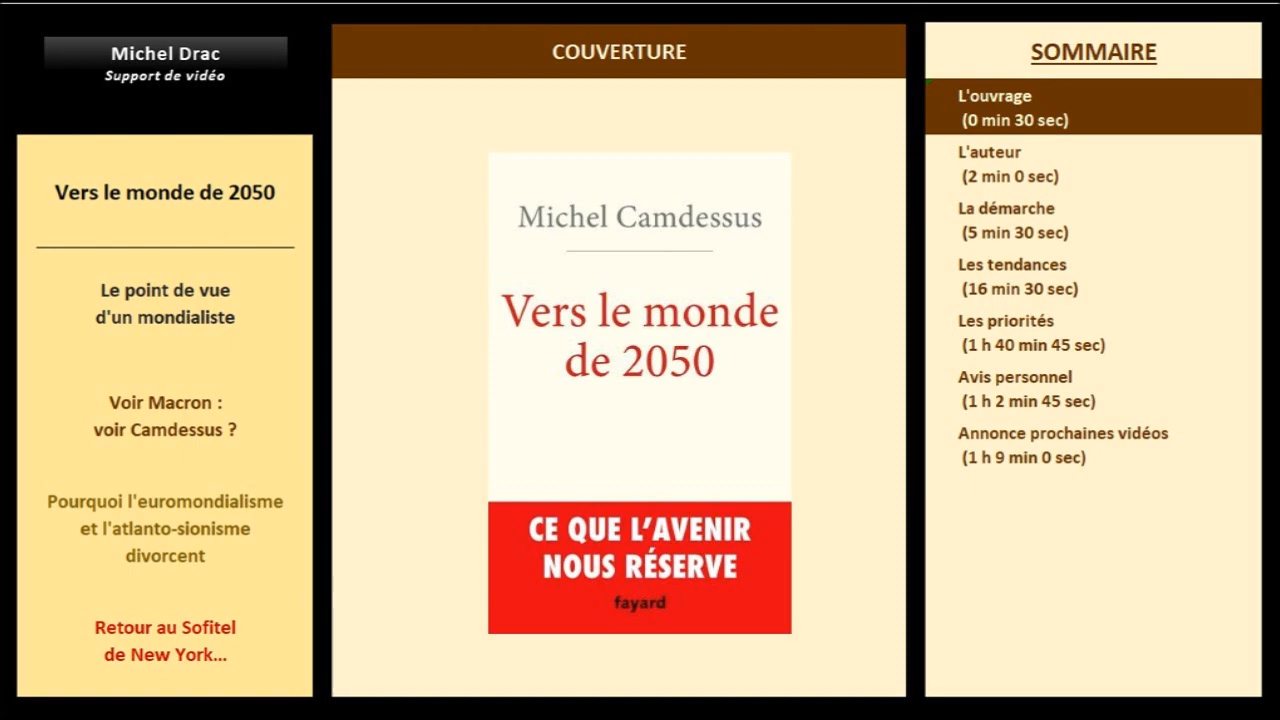 Michel Drac
Support de vidéo
Vers le monde de 2050
Le point de vue
d'un mondialiste
Voir Macron :
voir Camdessus ?
Pourquoi l'euromondialisme
et l'atlanto-sionisme
divorcent
Retour au Sofitel
de New York...
COUVERTURE
Michel Camdessus
Vers le monde
de 2050
CE QUE L'AVENIR
NOUS RÉSERVE
fayard
SOMMAIRE
L'ouvrage
(0 min 30 sec)
L'auteur
(2 min 0 sec)
La démarche
(5 min 30 sec)
Les tendances
(16 min 30 sec)
Les priorités
(1 h 40 min 45 sec)
Avis personnel
(1 h 2 min 45 sec)
Annonce prochaines vidéos
(1 h 9 min 0 sec)